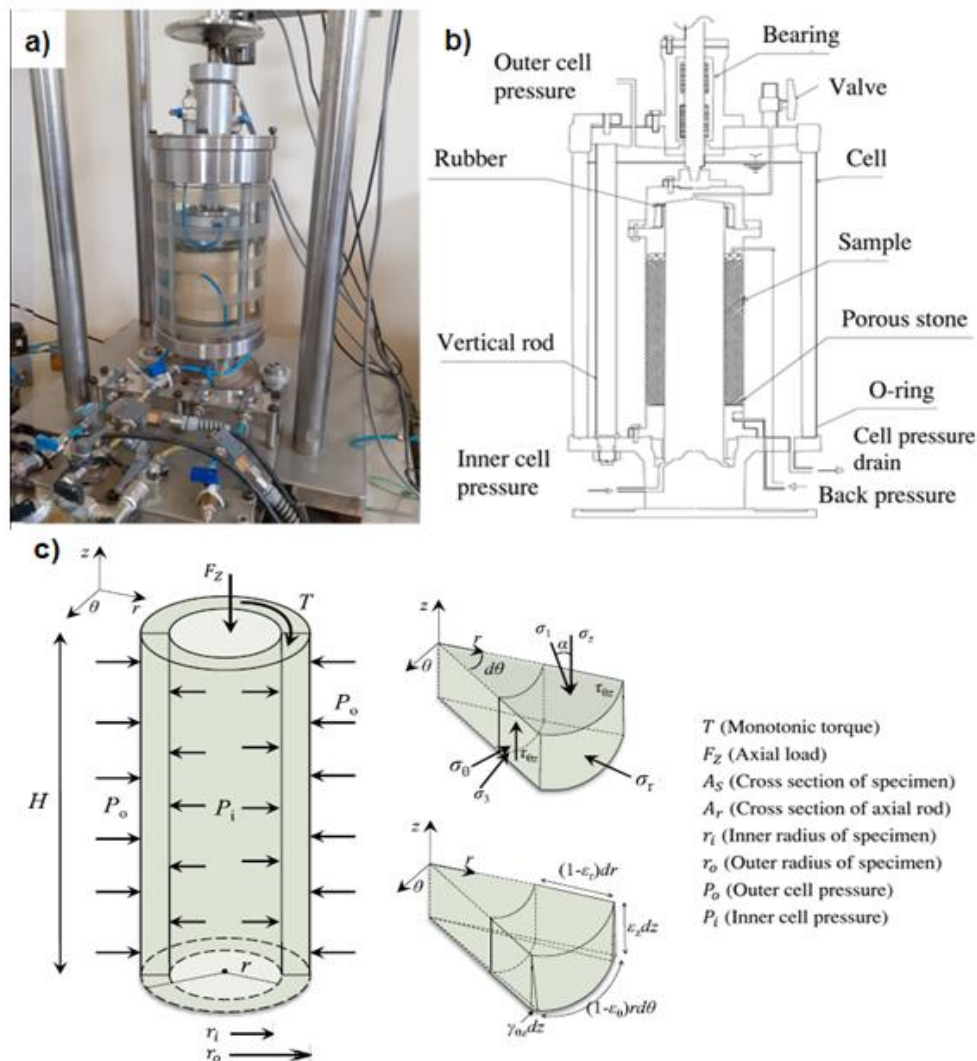 a)
b)
Bearing
Outer cell
pressure
Valve
Rubber
Cell
Sample
Porous stone
Vertical rod
O-ring
Inner cell
pressure
Cell pressure
drain
Back pressure
c)
z
θ
r
F_Z
T
H
P_o
P_o
P_i
r
r_i
r_o
z
r
θ
dθ
σ_1
α
σ_z
τ_θz
τ_θz
σ_θ
σ_3
σ_r
z
r
θ
(1-ε_r)dr
ε_z dz
(1-ε_θ)rdθ
γ_θz dz
T (Monotonic torque)
F_Z (Axial load)
A_S (Cross section of specimen)
A_r (Cross section of axial rod)
r_i (Inner radius of specimen)
r_o (Outer radius of specimen)
P_o (Outer cell pressure)
P_i (Inner cell pressure)